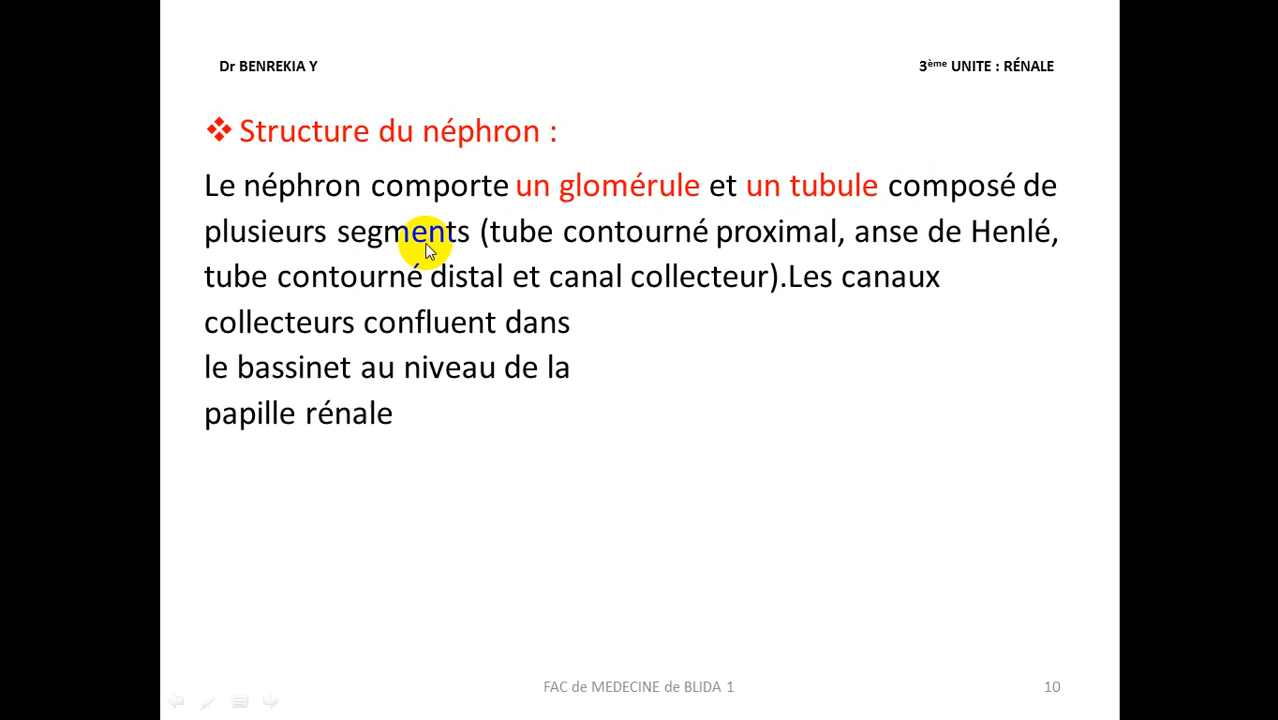 Dr BENREKIA Y
3ème UNITE : RÉNALE
❖ Structure du néphron :
Le néphron comporte un glomérule et un tubule composé de
plusieurs segments (tube contourné proximal, anse de Henlé,
tube contourné distal et canal collecteur).Les canaux
collecteurs confluent dans
le bassinet au niveau de la
papille rénale
FAC de MEDECINE de BLIDA 1
10